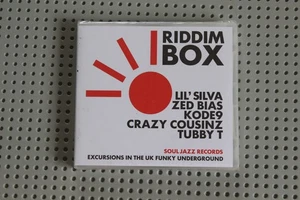 RIDDIM
BOX
LIL' SILVA
ZED BIAS
KODE9
CRAZY COUSINZ
TUBBY T
SOUL JAZZ RECORDS
EXCURSIONS IN THE UK FUNKY UNDERGROUND